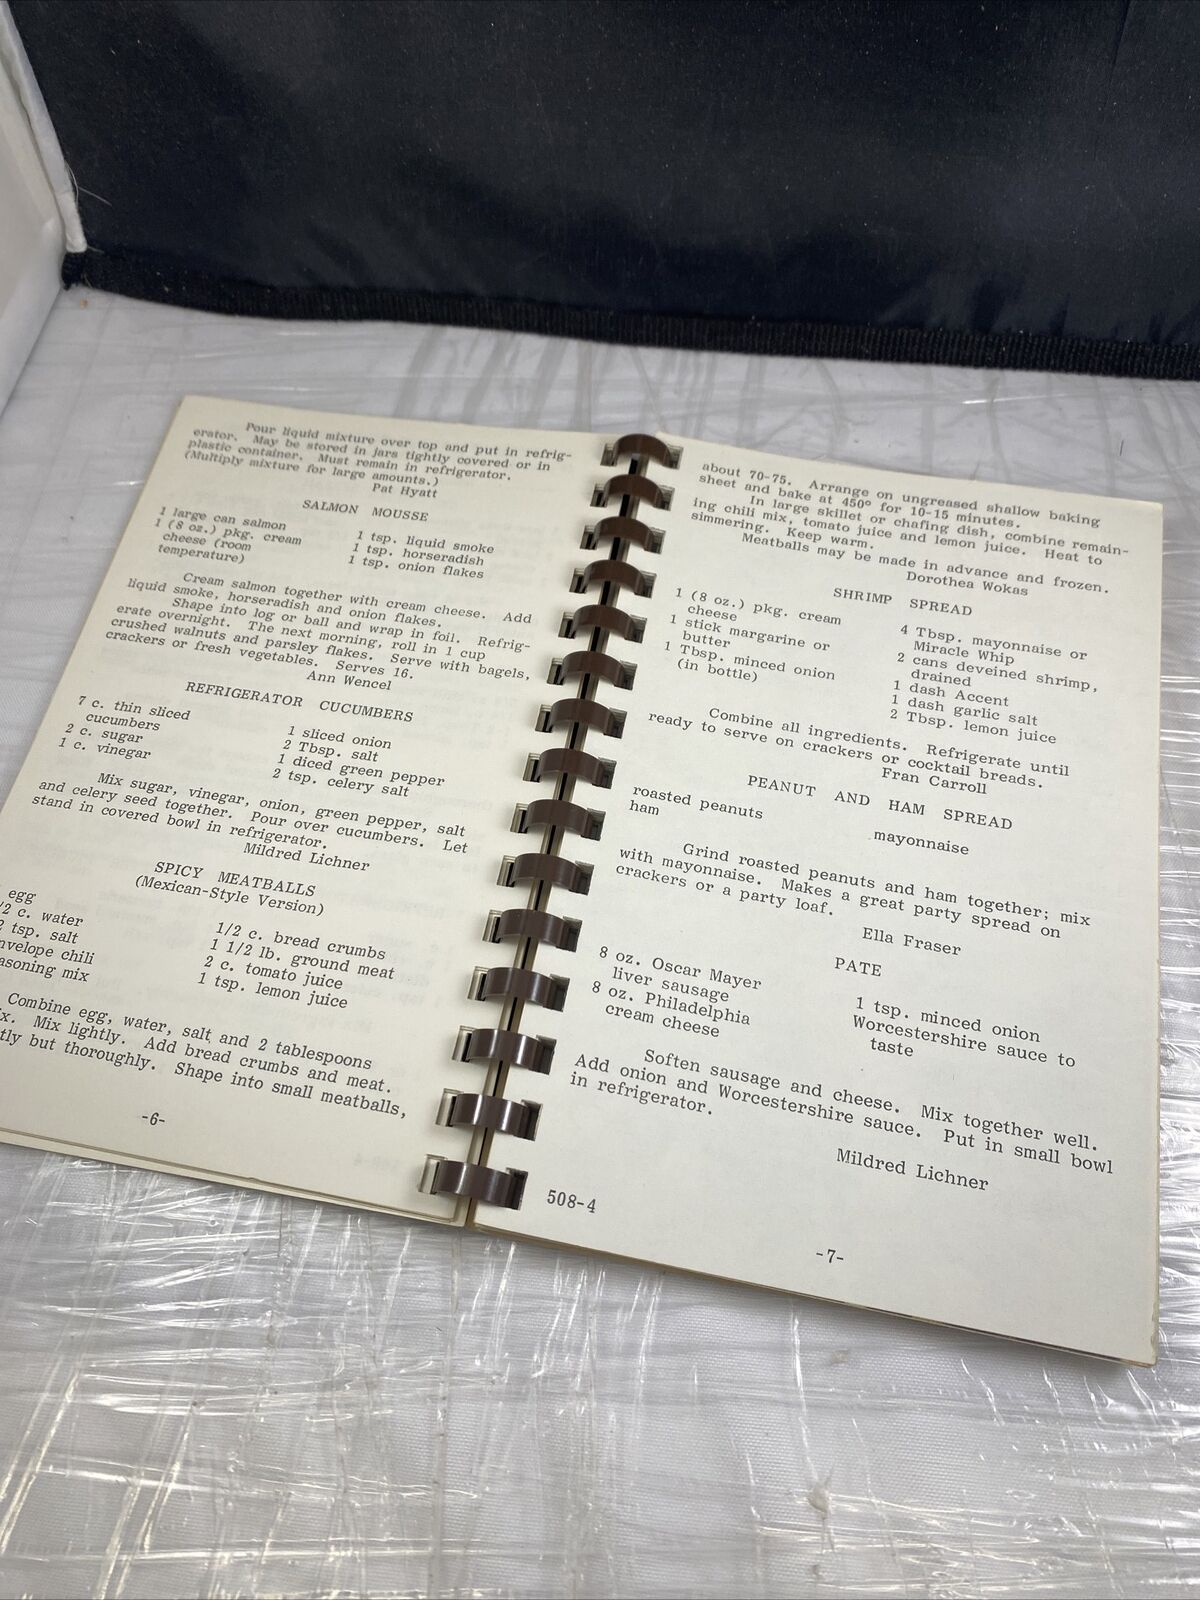 Pour liquid mixture over top and put in refrig-
erator. May be stored in jars tightly covered or in
plastic container. Must remain in refrigerator.
(Multiply mixture for large amounts.)
Pat Hyatt
SALMON MOUSSE
1 large can salmon
1 (8 oz.) pkg. cream
cheese (room
temperature)
1 tsp. liquid smoke
1 tsp. horseradish
1 tsp. onion flakes
Cream salmon together with cream cheese. Add
liquid smoke, horseradish and onion flakes.
Shape into log or ball and wrap in foil. Refrig-
erate overnight. The next morning, roll in 1 cup
crushed walnuts and parsley flakes. Serve with bagels,
crackers or fresh vegetables. Serves 16.
Ann Wencel
REFRIGERATOR CUCUMBERS
7 c. thin sliced
cucumbers
2 c. sugar
1 c. vinegar
1 sliced onion
2 Tbsp. salt
1 diced green pepper
2 tsp. celery salt
Mix sugar, vinegar, onion, green pepper, salt
and celery seed together. Pour over cucumbers. Let
stand in covered bowl in refrigerator.
Mildred Lichner
SPICY MEATBALLS
(Mexican-Style Version)
egg
/2 c. water
tsp. salt
nvelope chili
asoning mix
1/2 c. bread crumbs
1 1/2 lb. ground meat
2 c. tomato juice
1 tsp. lemon juice
Combine egg, water, salt and 2 tablespoons
x. Mix lightly. Add bread crumbs and meat.
tly but thoroughly. Shape into small meatballs,
-6-
about 70-75. Arrange on ungreased shallow baking
sheet and bake at 450° for 10-15 minutes.
In large skillet or chafing dish, combine remain-
ing chili mix, tomato juice and lemon juice. Heat to
simmering. Keep warm.
Meatballs may be made in advance and frozen.
Dorothea Wokas
SHRIMP SPREAD
1 (8 oz.) pkg. cream
cheese
1 stick margarine or
butter
1 Tbsp. minced onion
(in bottle)
4 Tbsp. mayonnaise or
Miracle Whip
2 cans deveined shrimp,
drained
1 dash Accent
1 dash garlic salt
2 Tbsp. lemon juice
Combine all ingredients. Refrigerate until
ready to serve on crackers or cocktail breads.
Fran Carroll
PEANUT AND HAM SPREAD
roasted peanuts
ham
mayonnaise
Grind roasted peanuts and ham together; mix
with mayonnaise. Makes a great party spread on
crackers or a party loaf.
Ella Fraser
PATE
8 oz. Oscar Mayer
liver sausage
8 oz. Philadelphia
cream cheese
1 tsp. minced onion
Worcestershire sauce to
taste
Soften sausage and cheese. Mix together well.
Add onion and Worcestershire sauce. Put in small bowl
in refrigerator.
Mildred Lichner
508-4
-7-